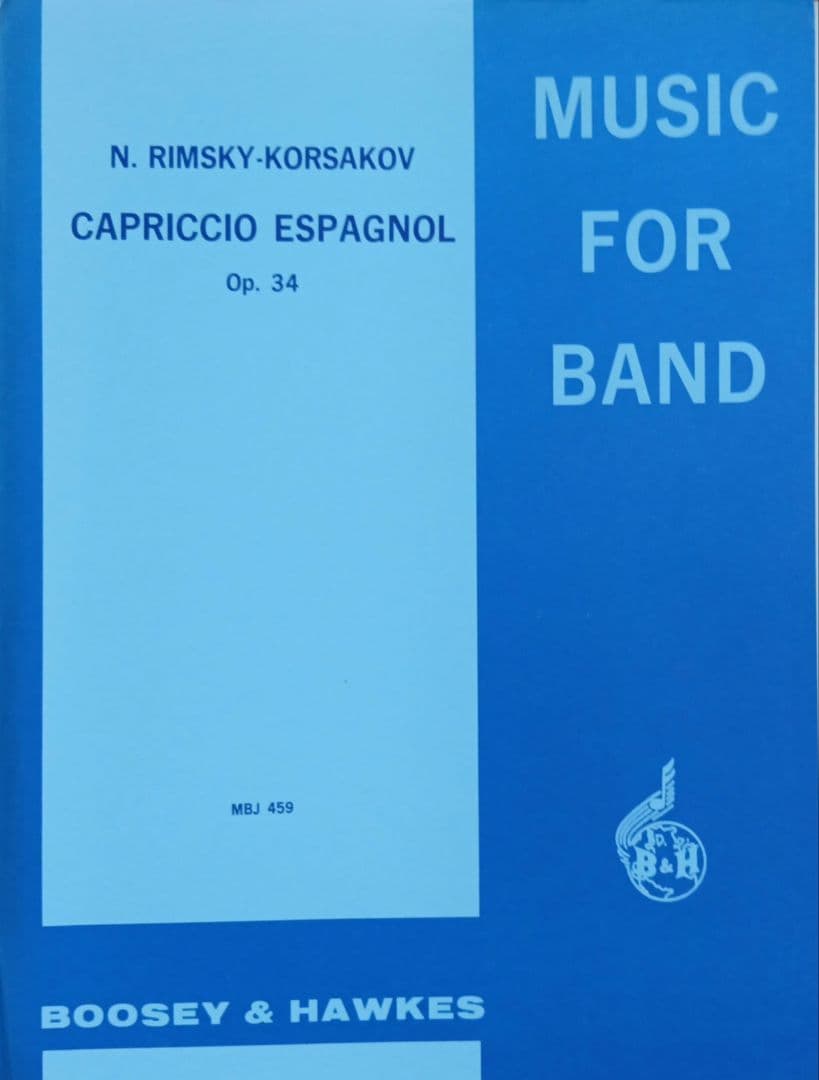 N. RIMSKY-KORSAKOV
CAPRICCIO ESPAGNOL
Op. 34
MBJ 459
MUSIC
FOR
BAND
B & H
BOOSEY & HAWKES